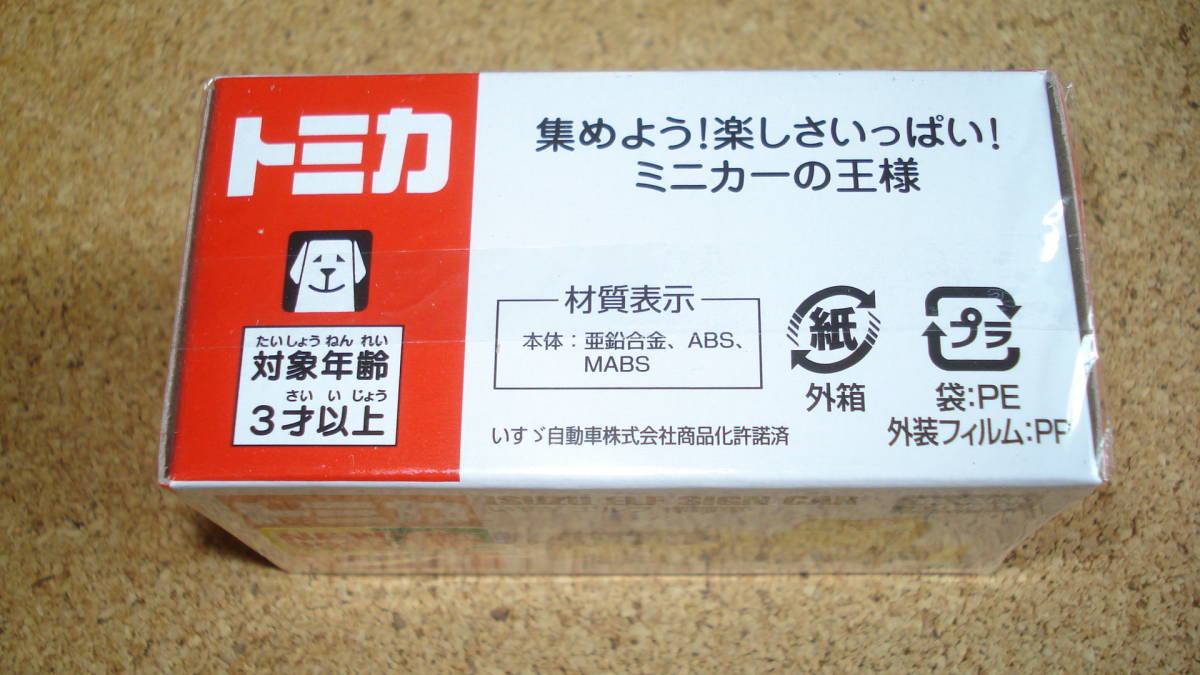 トミカ
たいしょうねんれい
対象年齢
さいいじょう
3才以上
集めよう!楽しさいっぱい!
ミニカーの王様
材質表示
本体:亜鉛合金、ABS、
MABS
いすゞ自動車株式会社商品化許諾済
紙
外箱
プラ
袋:PE
外装フィルム:PP